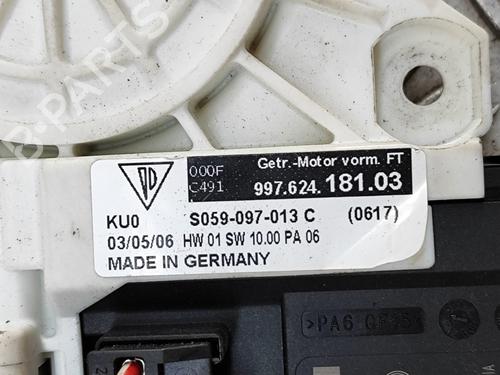 B-PARTS
000F
C491
Getr.-Motor vorm. FT
997.624.181.03
KU0
S059-097-013 C (0617)
03/05/06 HW 01 SW 10.00 PA 06
MADE IN GERMANY